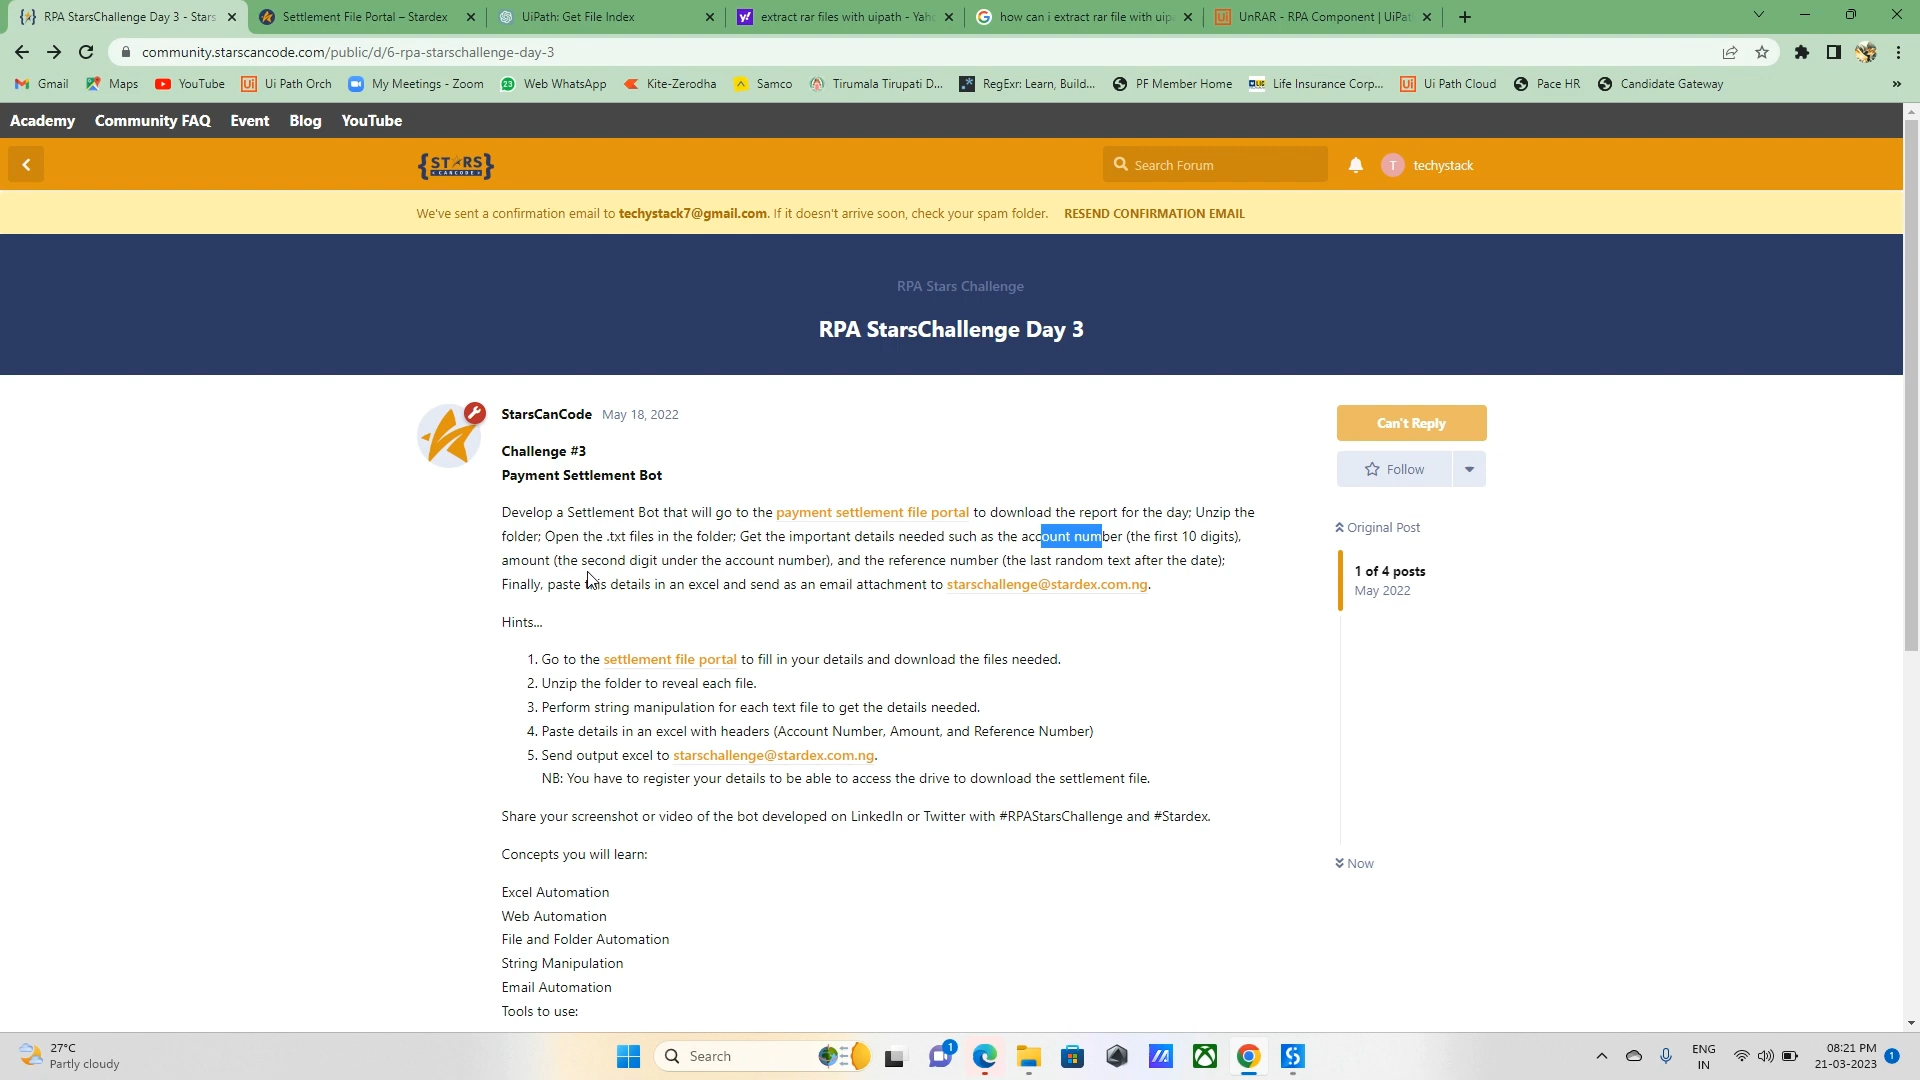 RPA StarsChallenge Day 3 - Stars
Settlement File Portal – Stardex
UiPath: Get File Index
extract rar files with uipath - Yah
how can i extract rar file with uip
UnRAR - RPA Component | UiPat
community.starscancode.com/public/d/6-rpa-starschallenge-day-3
Gmail
Maps
YouTube
Ui Path Orch
My Meetings - Zoom
Web WhatsApp
Kite-Zerodha
Samco
Tirumala Tirupati D...
RegExr: Learn, Build...
PF Member Home
Life Insurance Corp...
Ui Path Cloud
Pace HR
Candidate Gateway
»
Academy Community FAQ Event Blog YouTube
{STARS}
CANCODE
Search Forum
T techystack
We've sent a confirmation email to techystack7@gmail.com. If it doesn't arrive soon, check your spam folder. RESEND CONFIRMATION EMAIL
RPA Stars Challenge
RPA StarsChallenge Day 3
StarsCanCode May 18, 2022
Challenge #3
Payment Settlement Bot
Develop a Settlement Bot that will go to the payment settlement file portal to download the report for the day; Unzip the
folder; Open the .txt files in the folder; Get the important details needed such as the account number (the first 10 digits),
amount (the second digit under the account number), and the reference number (the last random text after the date);
Finally, paste this details in an excel and send as an email attachment to starschallenge@stardex.com.ng.
Hints...
1. Go to the settlement file portal to fill in your details and download the files needed.
2. Unzip the folder to reveal each file.
3. Perform string manipulation for each text file to get the details needed.
4. Paste details in an excel with headers (Account Number, Amount, and Reference Number)
5. Send output excel to starschallenge@stardex.com.ng.
NB: You have to register your details to be able to access the drive to download the settlement file.
Share your screenshot or video of the bot developed on LinkedIn or Twitter with #RPAStarsChallenge and #Stardex.
Concepts you will learn:
Excel Automation
Web Automation
File and Folder Automation
String Manipulation
Email Automation
Tools to use:
Can't Reply
Follow
Original Post
1 of 4 posts
May 2022
Now
27°C
Partly cloudy
Search
1
ENG
IN
08:21 PM
21-03-2023
1